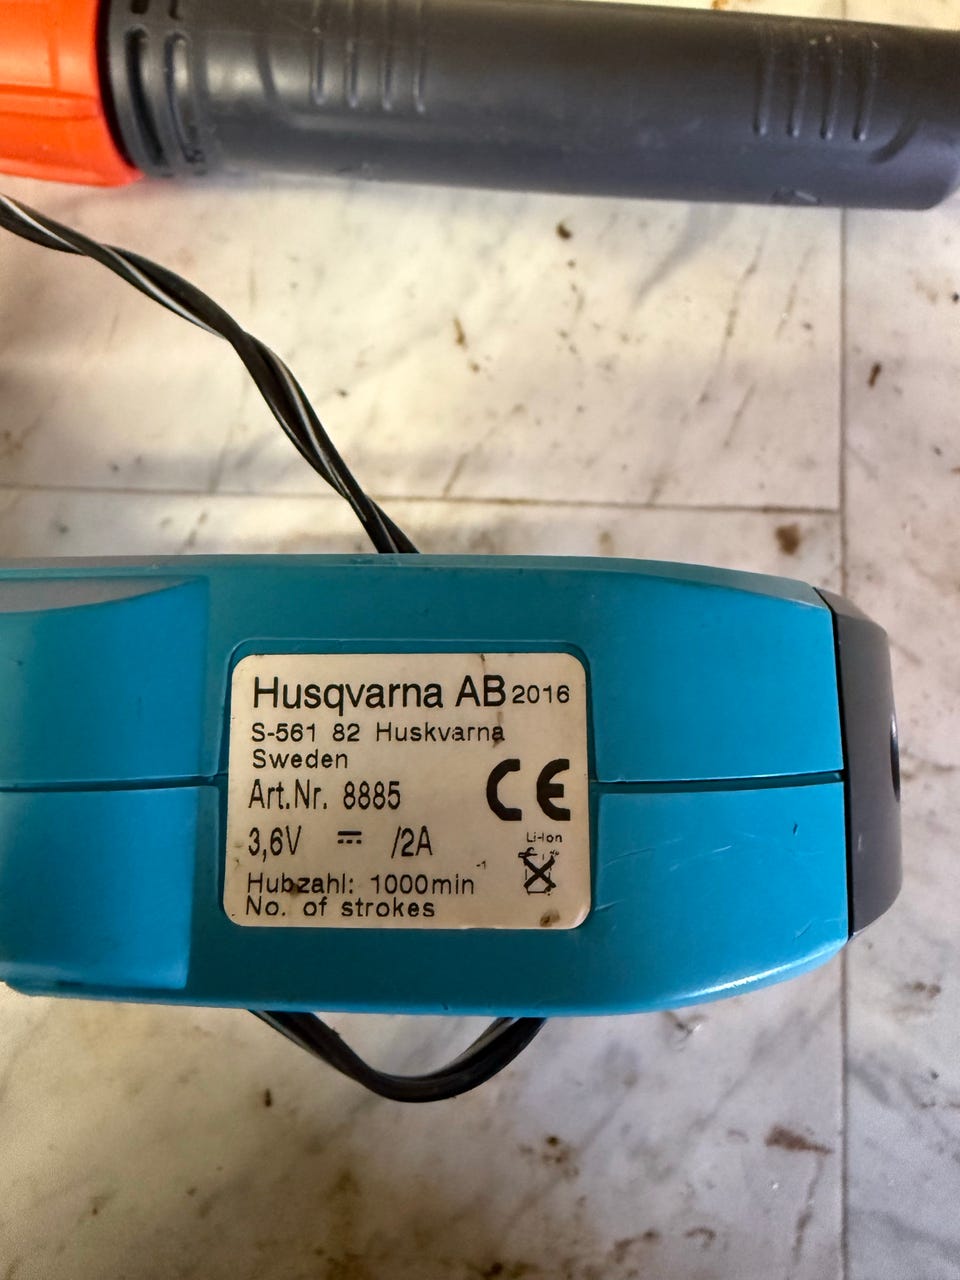 Husqvarna AB 2016
S-561 82 Huskvarna
Sweden
Art.Nr. 8885
CE
3,6V ⎓ /2A
Li-Ion
Hubzahl: 1000min⁻¹
No. of strokes